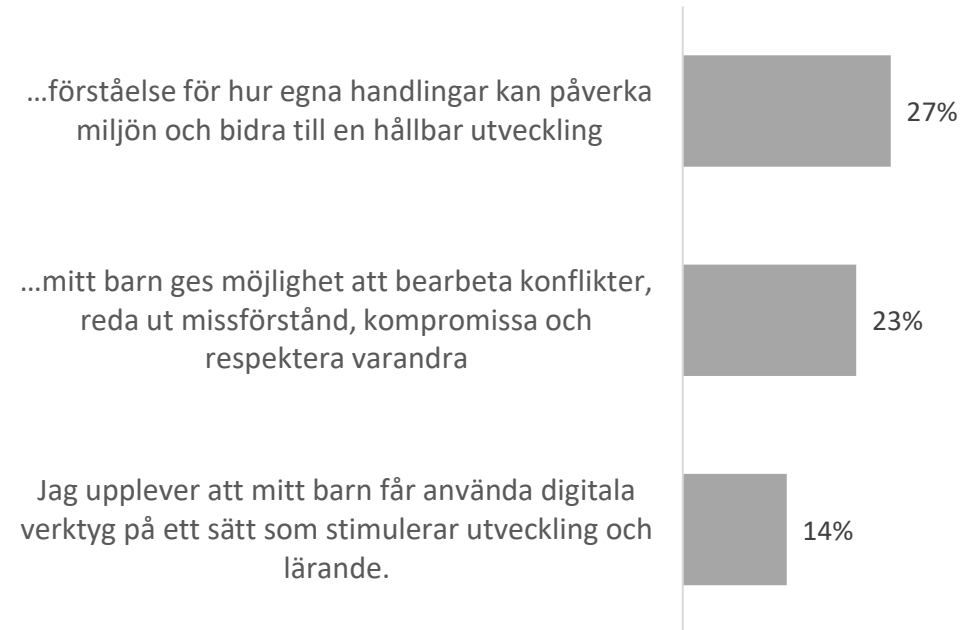 ...förståelse för hur egna handlingar kan påverka
miljön och bidra till en hållbar utveckling
27%
...mitt barn ges möjlighet att bearbeta konflikter,
reda ut missförstånd, kompromissa och
respektera varandra
23%
Jag upplever att mitt barn får använda digitala
verktyg på ett sätt som stimulerar utveckling och
lärande.
14%